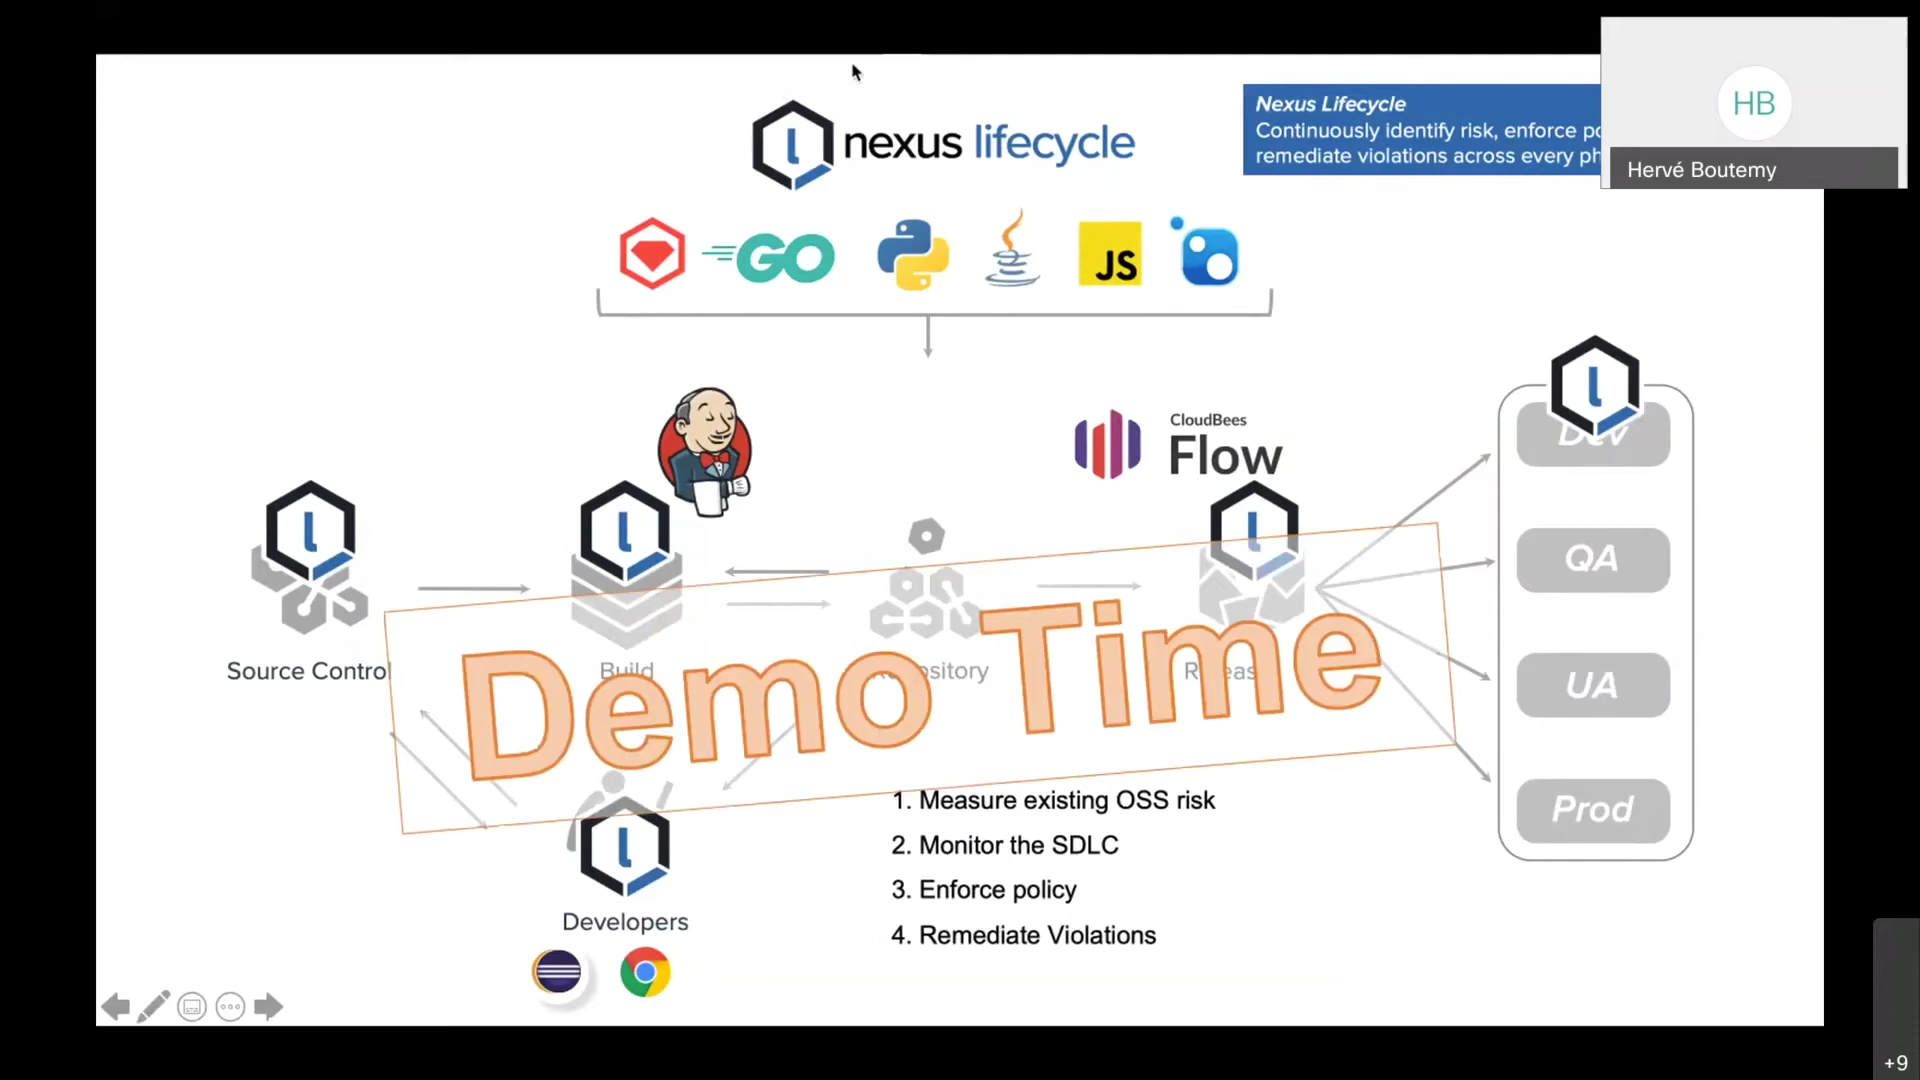 nexus lifecycle
Nexus Lifecycle
Continuously identify risk, enforce po
remediate violations across every ph
HB
Hervé Boutemy
GO
JS
CloudBees
Flow
Dev
QA
UA
Prod
Source Control
Build
Release
Demo Time
Developers
1. Measure existing OSS risk
2. Monitor the SDLC
3. Enforce policy
4. Remediate Violations
+9